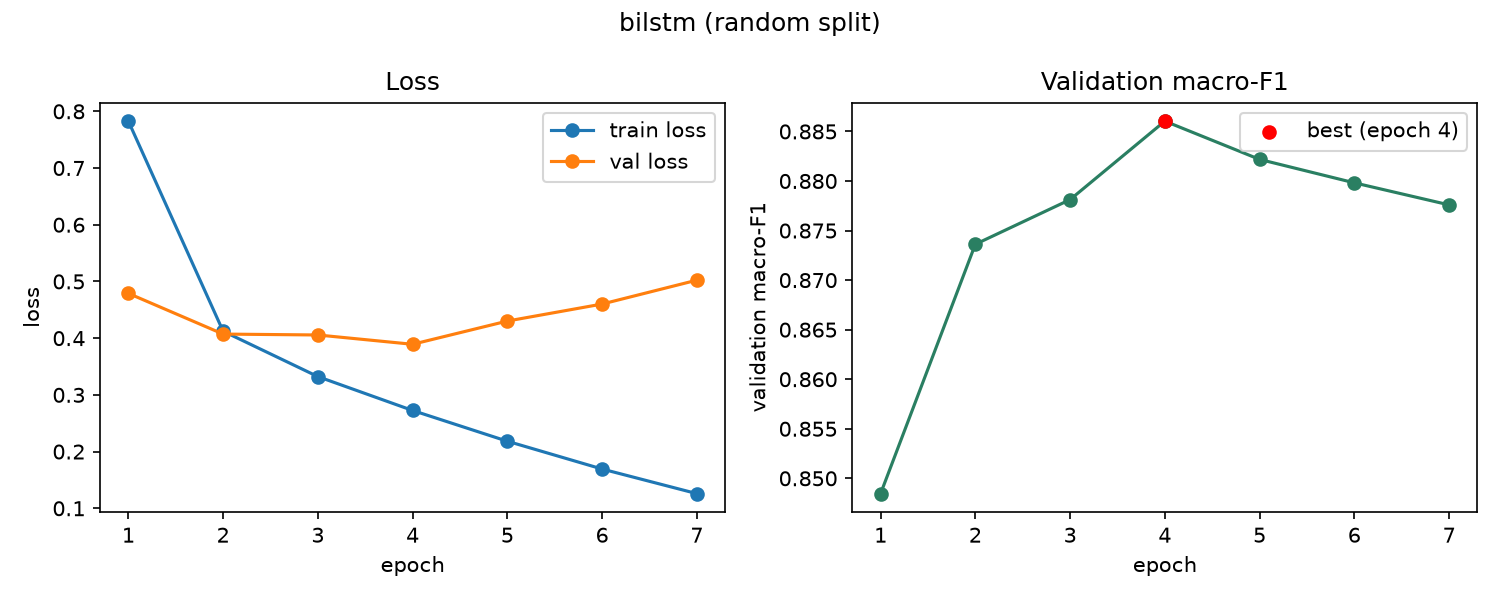 bilstm (random split)
Loss
0.8
0.7
0.6
0.5
0.4
0.3
0.2
0.1
loss
train loss
val loss
1 2 3 4 5 6 7
epoch
Validation macro-F1
0.885
0.880
0.875
0.870
0.865
0.860
0.855
0.850
validation macro-F1
best (epoch 4)
1 2 3 4 5 6 7
epoch